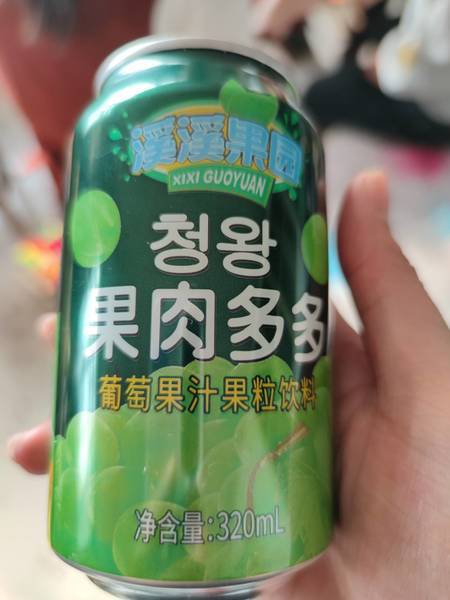 溪溪果园
XIXI GUOYUAN
청왕
果肉多多
葡萄果汁果粒饮料
净含量:320mL